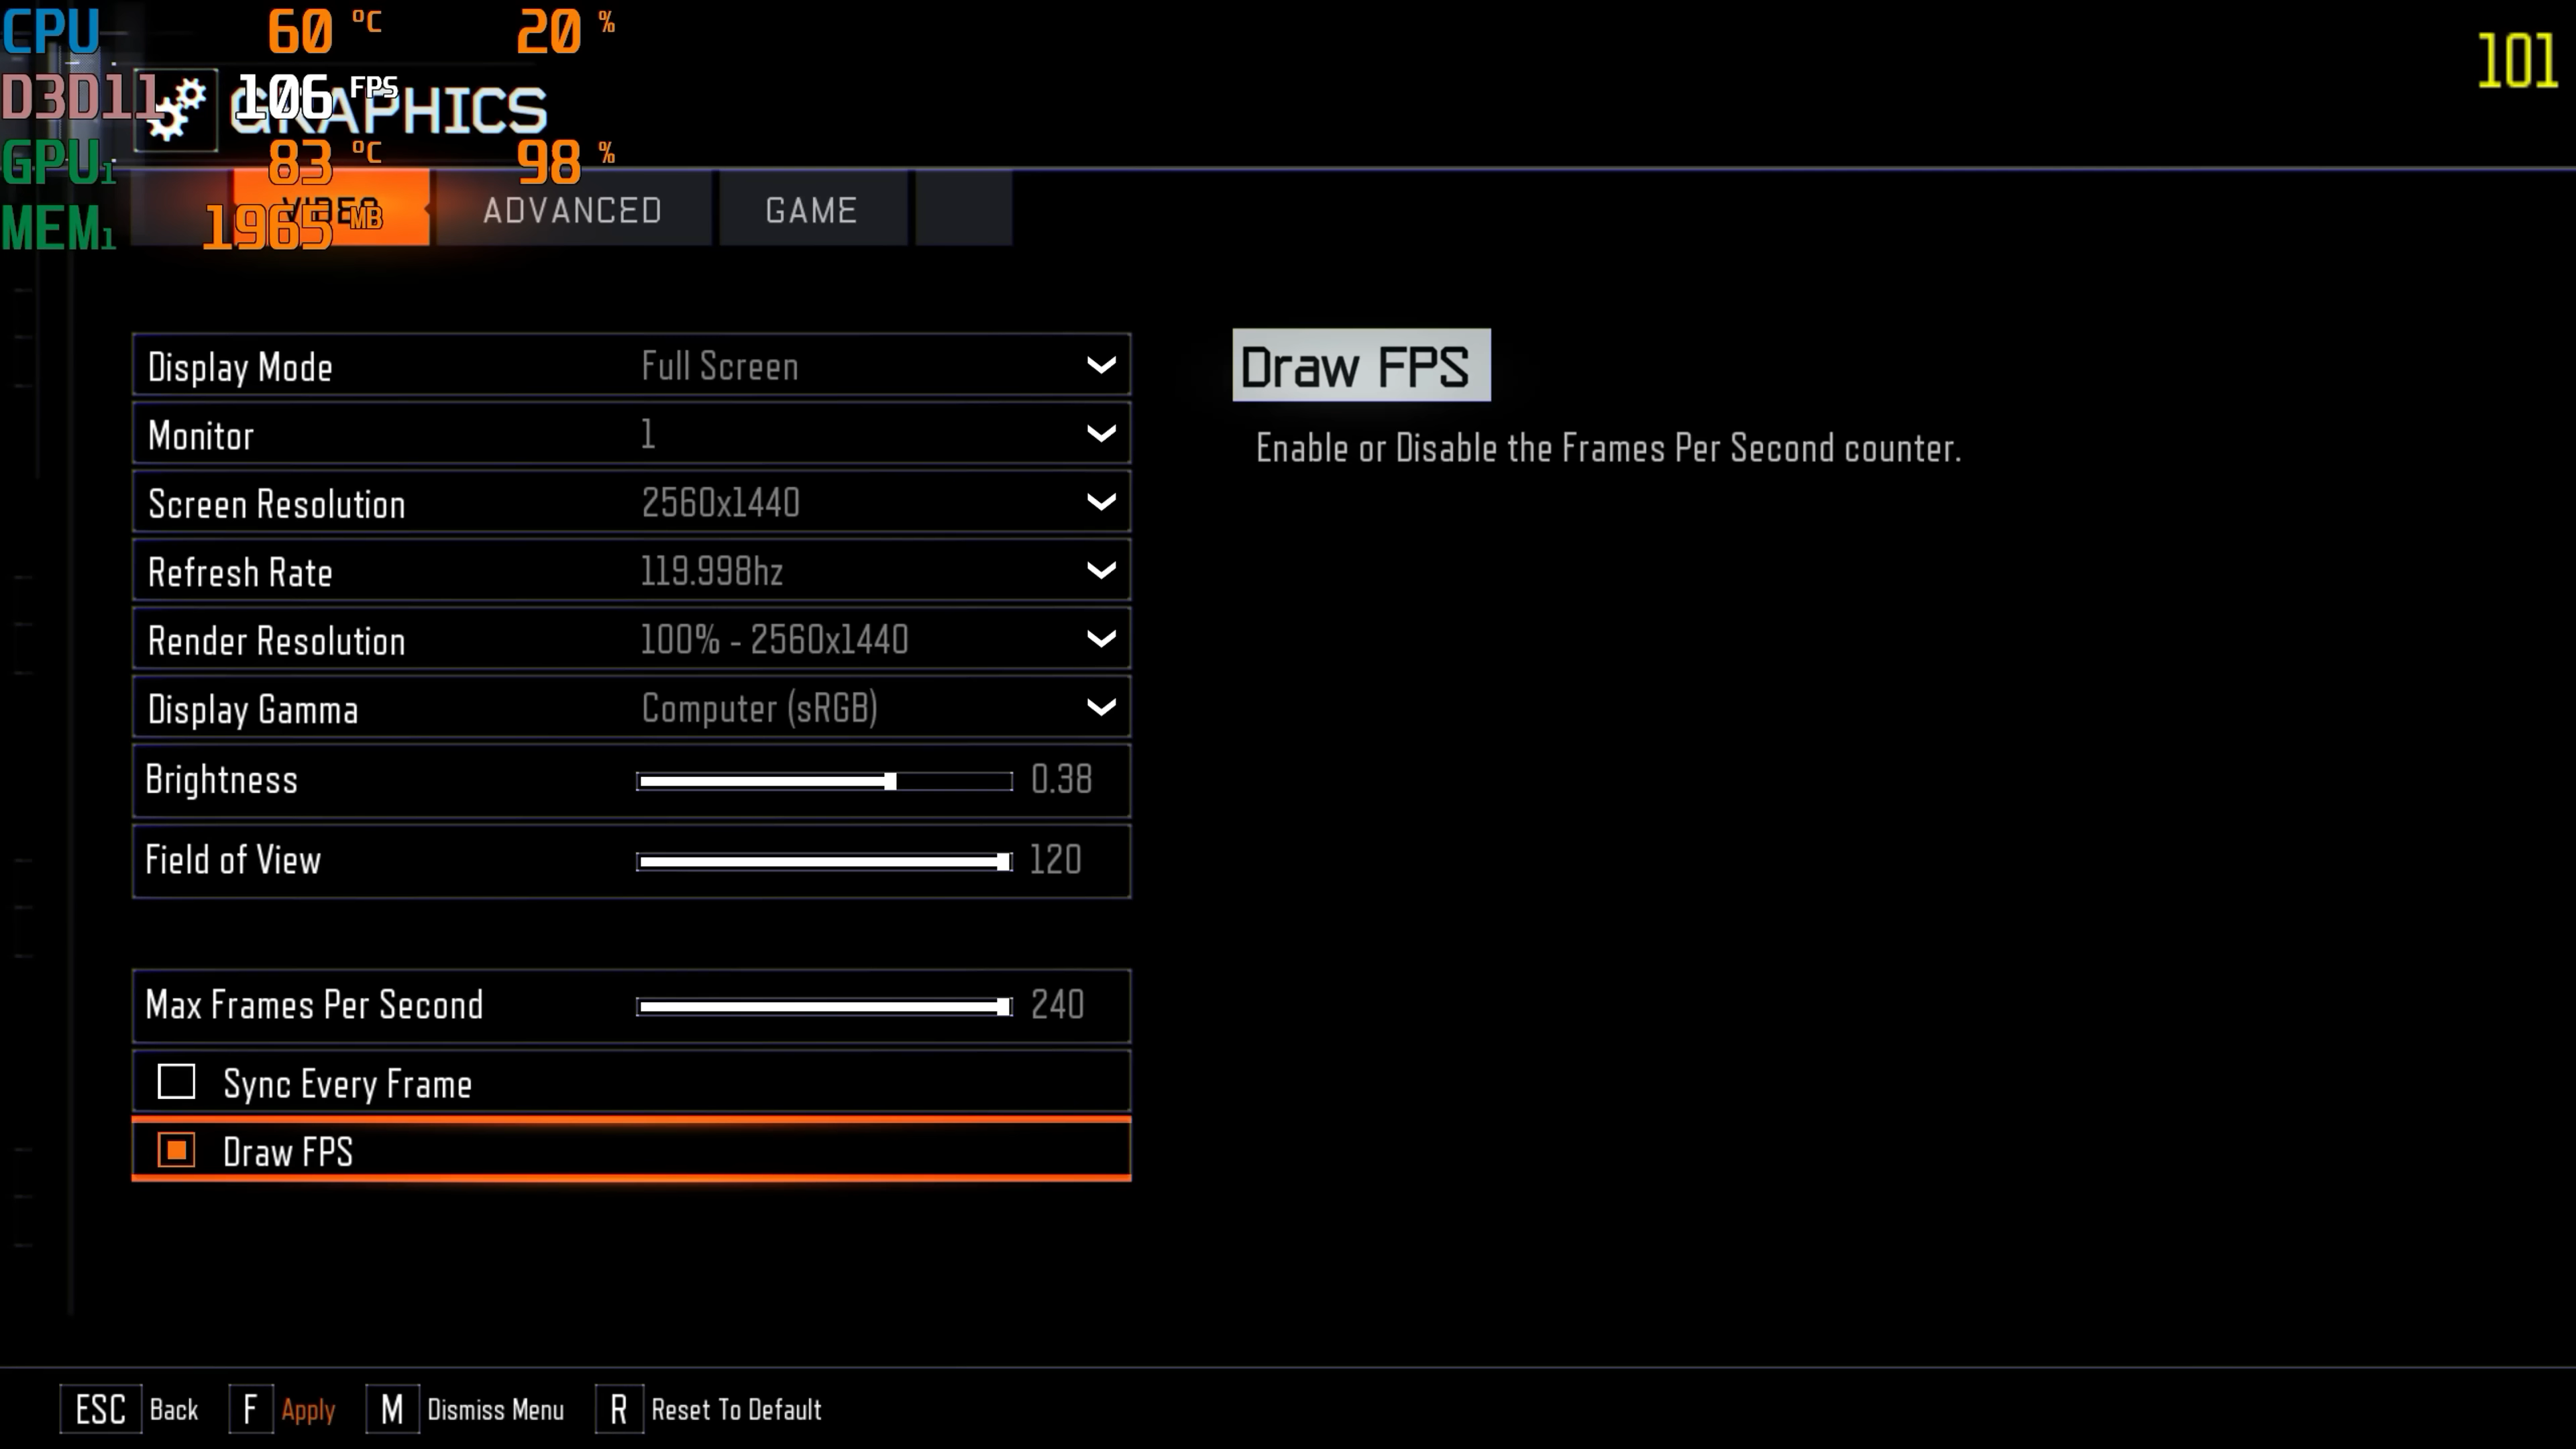 CPU 60 °C 20 %
101
D3D11 106 FPS
GRAPHICS
GPU1 83 °C 98 %
MEM1 1965 MB
VIDEO ADVANCED GAME
Display Mode Full Screen
Monitor 1
Screen Resolution 2560x1440
Refresh Rate 119.998hz
Render Resolution 100% - 2560x1440
Display Gamma Computer (sRGB)
Brightness 0.38
Field of View 120
Max Frames Per Second 240
Sync Every Frame
Draw FPS
Draw FPS
Enable or Disable the Frames Per Second counter.
ESC Back F Apply M Dismiss Menu R Reset To Default